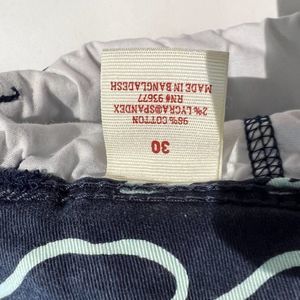 30
98% COTTON
2% LYCRA®SPANDEX
RN# 93677
MADE IN BANGLADESH